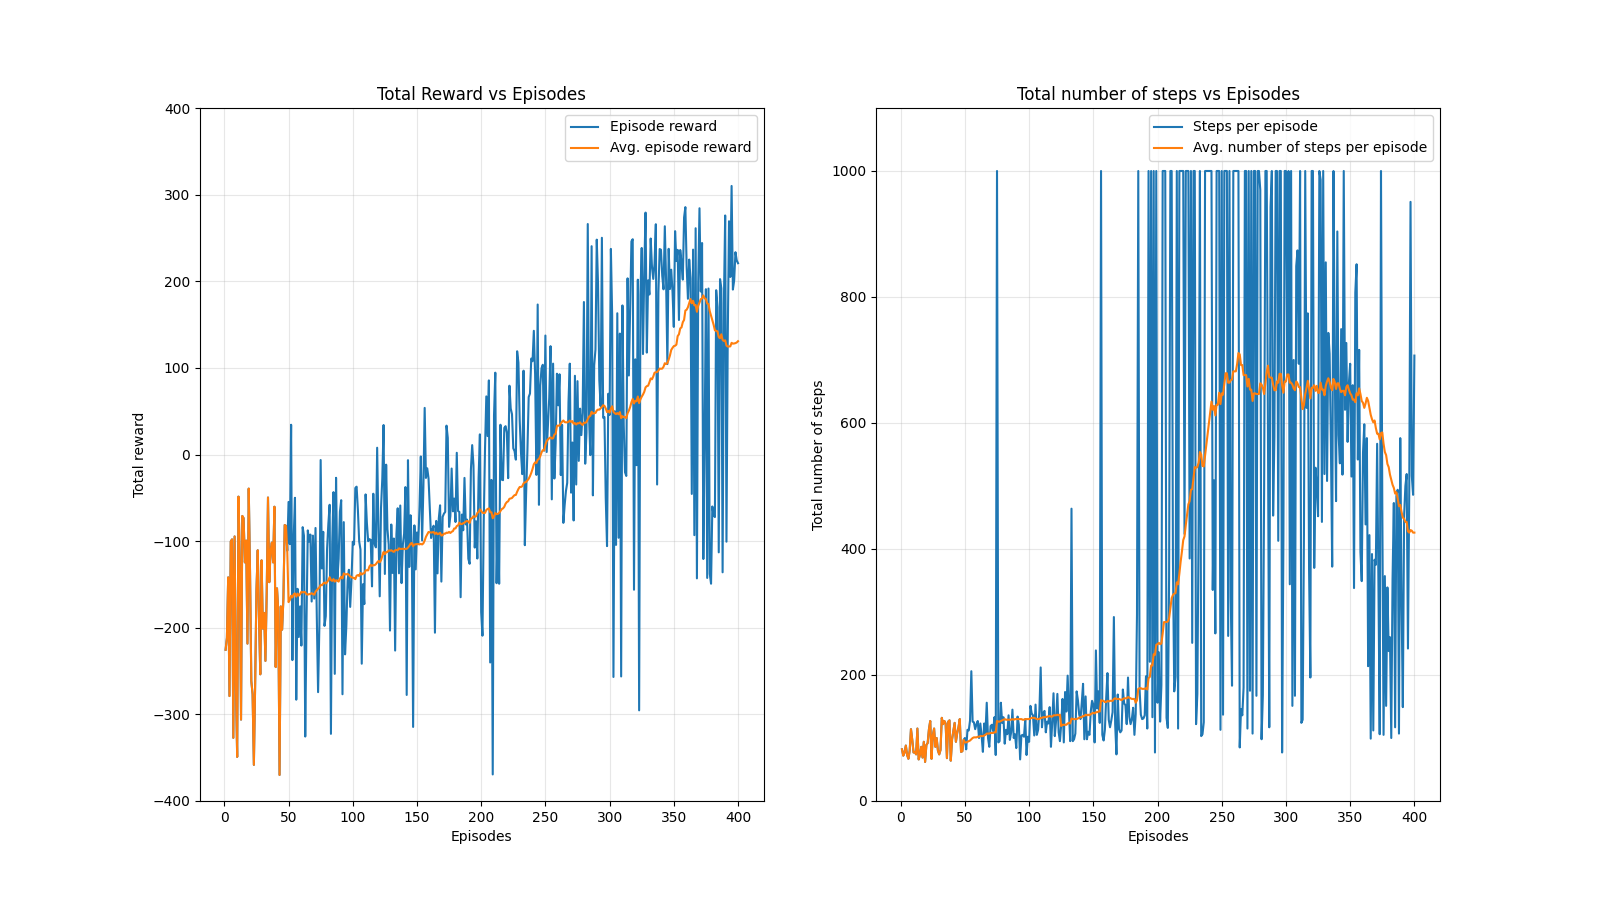 Total Reward vs Episodes
Episode reward
Avg. episode reward
Total reward
400
300
200
100
0
−100
−200
−300
−400
0 50 100 150 200 250 300 350 400
Episodes
Total number of steps vs Episodes
Steps per episode
Avg. number of steps per episode
Total number of steps
1000
800
600
400
200
0
0 50 100 150 200 250 300 350 400
Episodes